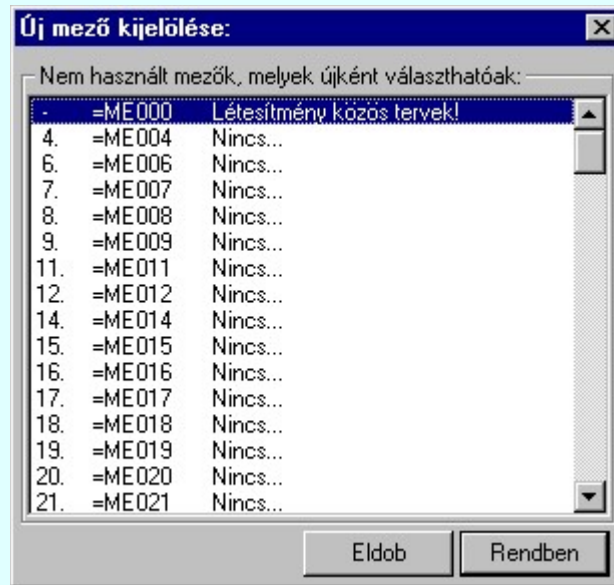 Új mező kijelölése:
Nem használt mezők, melyek újként választhatóak:
- =ME000 Létesítmény közös tervek!
4. =ME004 Nincs...
6. =ME006 Nincs...
7. =ME007 Nincs...
8. =ME008 Nincs...
9. =ME009 Nincs...
11. =ME011 Nincs...
12. =ME012 Nincs...
14. =ME014 Nincs...
15. =ME015 Nincs...
16. =ME016 Nincs...
17. =ME017 Nincs...
18. =ME018 Nincs...
19. =ME019 Nincs...
20. =ME020 Nincs...
21. =ME021 Nincs...
Eldob Rendben